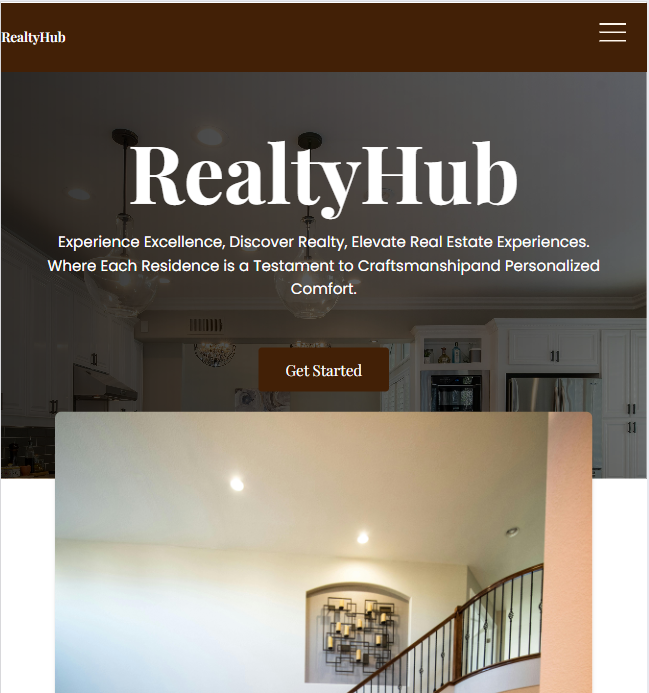 RealtyHub
RealtyHub
Experience Excellence, Discover Realty, Elevate Real Estate Experiences.
Where Each Residence is a Testament to Craftsmanshipand Personalized
Comfort.
Get Started